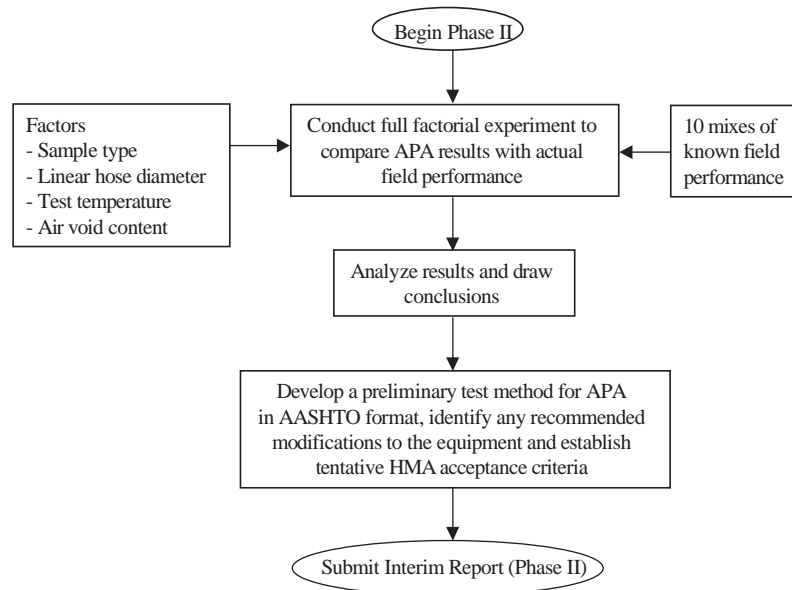 Begin Phase II
Factors
- Sample type
- Linear hose diameter
- Test temperature
- Air void content
Conduct full factorial experiment to
compare APA results with actual
field performance
10 mixes of
known field
performance
Analyze results and draw
conclusions
Develop a preliminary test method for APA
in AASHTO format, identify any recommended
modifications to the equipment and establish
tentative HMA acceptance criteria
Submit Interim Report (Phase II)